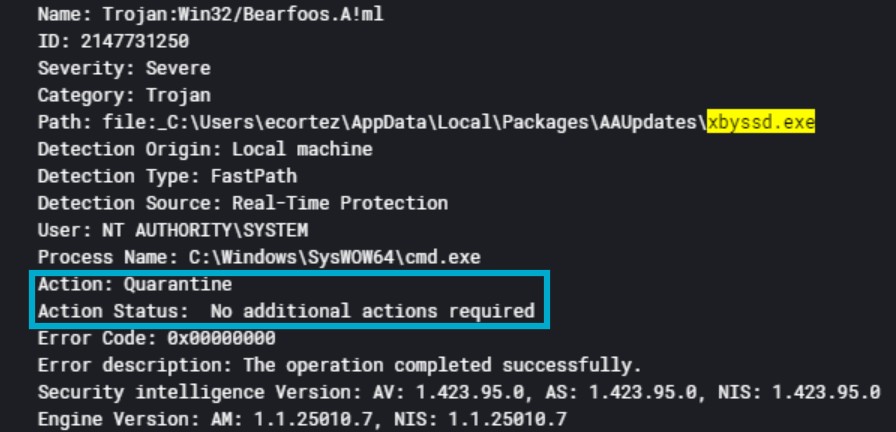 Name: Trojan:Win32/Bearfoos.A!ml
ID: 2147731250
Severity: Severe
Category: Trojan
Path: file:_C:\Users\ecortez\AppData\Local\Packages\AAUpdates\xbyssd.exe
Detection Origin: Local machine
Detection Type: FastPath
Detection Source: Real-Time Protection
User: NT AUTHORITY\SYSTEM
Process Name: C:\Windows\SysWOW64\cmd.exe
Action: Quarantine
Action Status:  No additional actions required
Error Code: 0x00000000
Error description: The operation completed successfully.
Security intelligence Version: AV: 1.423.95.0, AS: 1.423.95.0, NIS: 1.423.95.0
Engine Version: AM: 1.1.25010.7, NIS: 1.1.25010.7